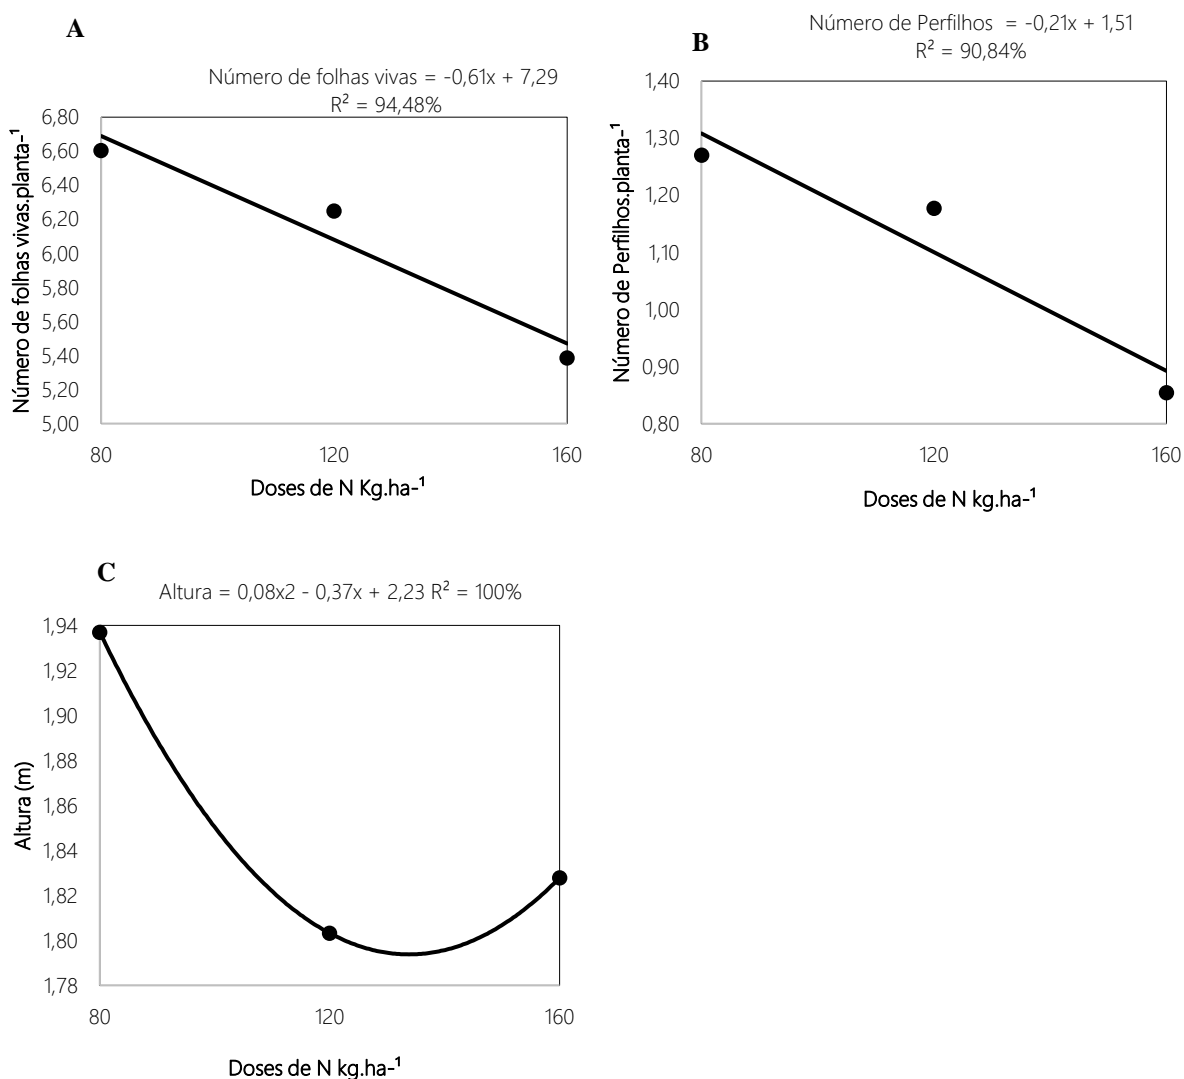 A
Número de folhas vivas = -0,61x + 7,29
R² = 94,48%
6,80
6,60
6,40
6,20
6,00
5,80
5,60
5,40
5,20
5,00
Número de folhas vivas.planta-¹
80 120 160
Doses de N Kg.ha-¹
B
Número de Perfilhos = -0,21x + 1,51
R² = 90,84%
1,40
1,30
1,20
1,10
1,00
0,90
0,80
Número de Perfilhos.planta-¹
80 120 160
Doses de N kg.ha-¹
C
Altura = 0,08x2 - 0,37x + 2,23 R² = 100%
1,94
1,92
1,90
1,88
1,86
1,84
1,82
1,80
1,78
Altura (m)
80 120 160
Doses de N kg.ha-¹